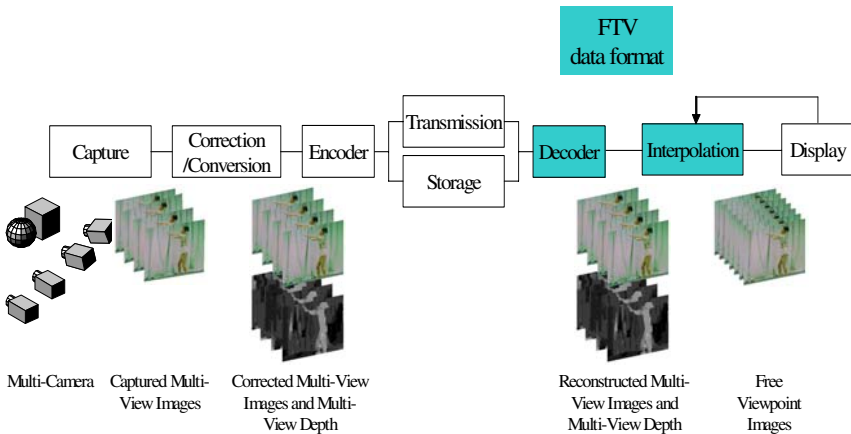 FTV
data format
Capture
Correction
/Conversion
Encoder
Transmission
Storage
Decoder
Interpolation
Display
Multi-Camera
Captured Multi-
View Images
Corrected Multi-View
Images and Multi-
View Depth
Reconstructed Multi-
View Images and
Multi-View Depth
Free
Viewpoint
Images